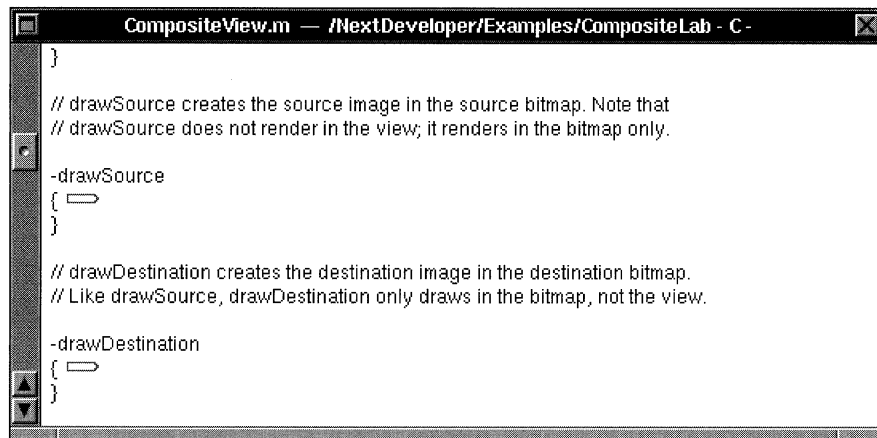 CompositeView.m — /NextDeveloper/Examples/CompositeLab - C -
}
// drawSource creates the source image in the source bitmap. Note that
// drawSource does not render in the view; it renders in the bitmap only.
-drawSource
{
}
// drawDestination creates the destination image in the destination bitmap.
// Like drawSource, drawDestination only draws in the bitmap, not the view.
-drawDestination
{
}